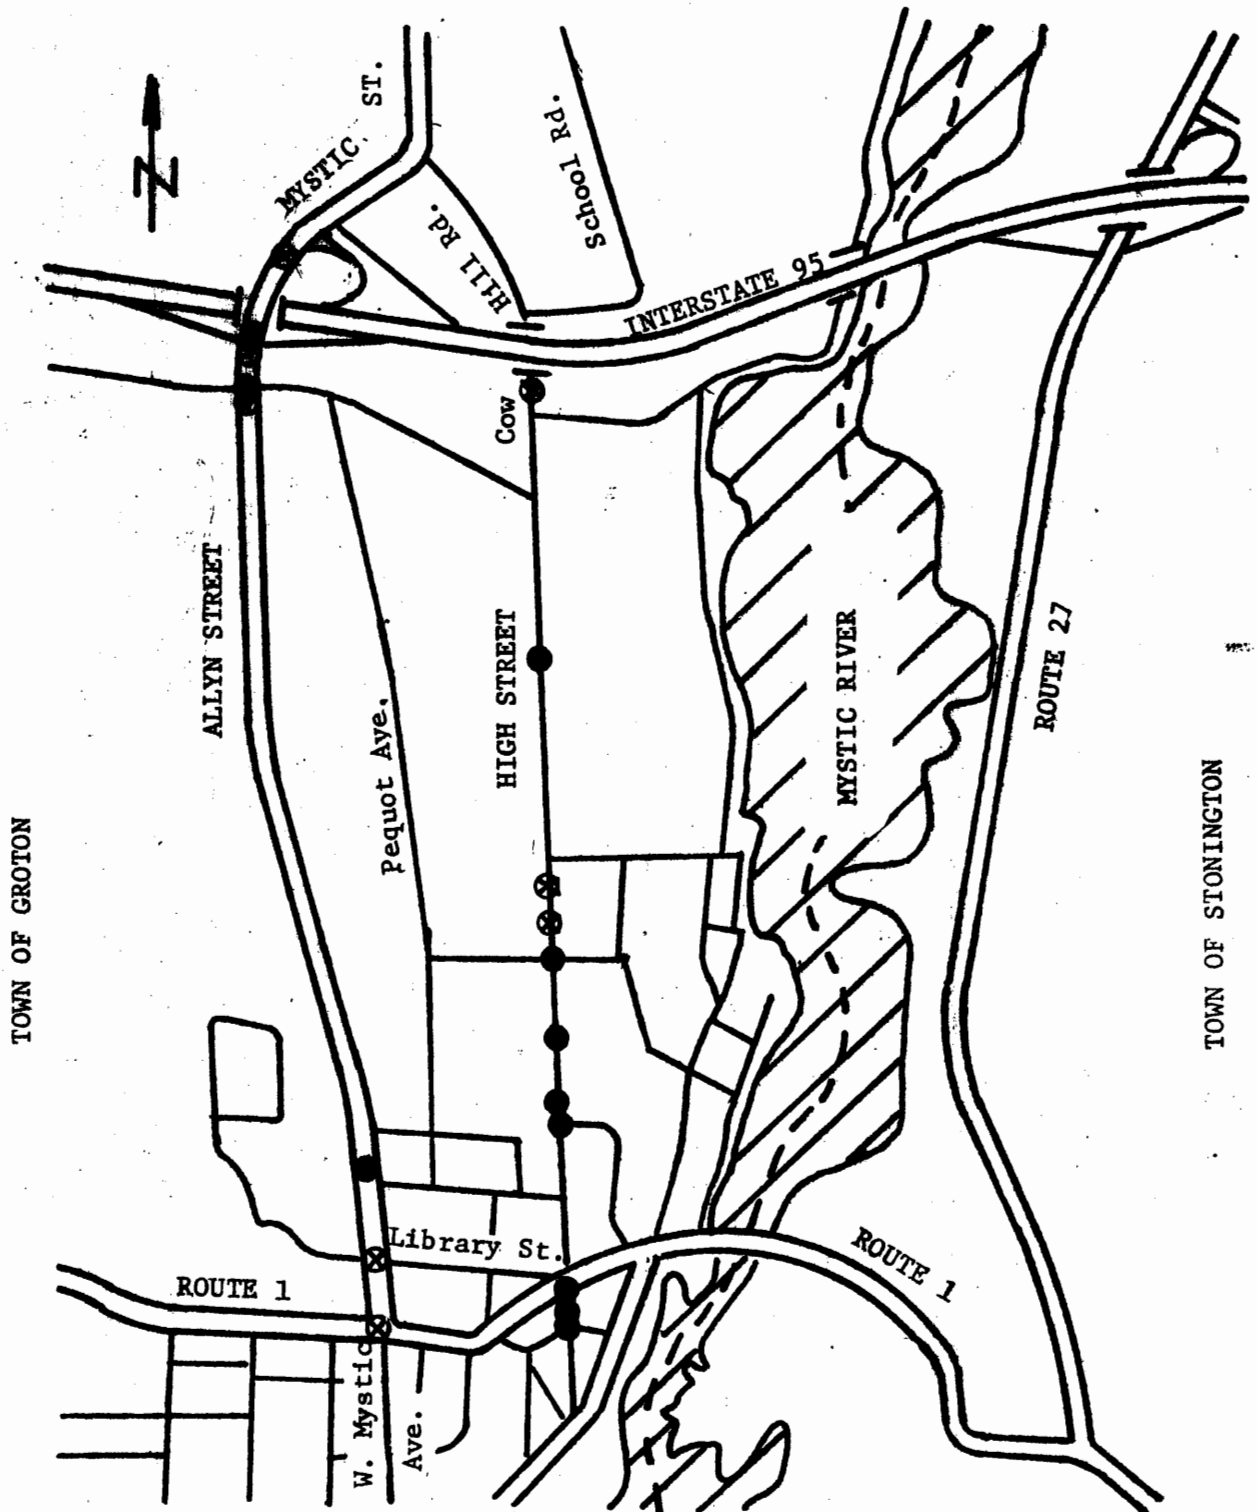 MYSTIC ST.
N
Hill Rd.
School Rd.
INTERSTATE 95
Cow
ALLYN STREET
HIGH STREET
Pequot Ave.
MYSTIC RIVER
ROUTE 27
TOWN OF GROTON
TOWN OF STONINGTON
Library St.
ROUTE 1
ROUTE 1
W. Mystic
Ave.